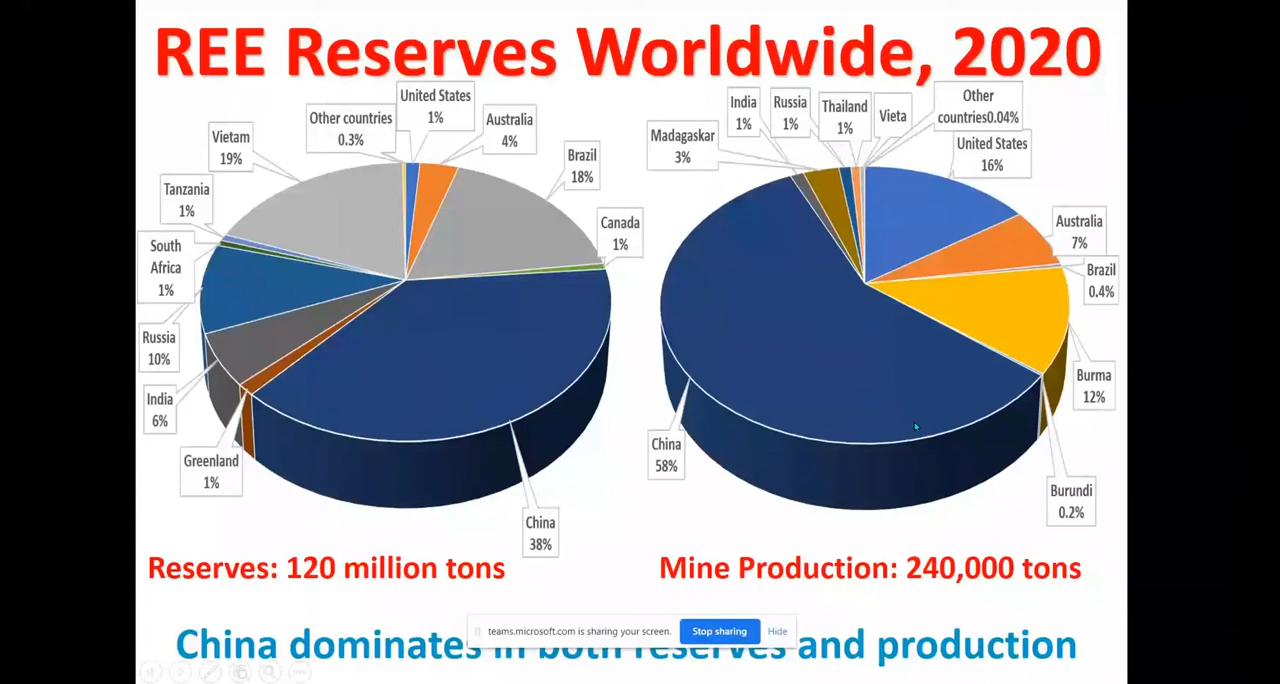 REE Reserves Worldwide, 2020
United States
1%
Other countries
0.3%
Australia
4%
Vietam
19%
Brazil
18%
Tanzania
1%
Canada
1%
South
Africa
1%
Russia
10%
India
6%
Greenland
1%
China
38%
India
1%
Russia
1%
Thailand
1%
Vieta
Other
countries0.04%
Madagaskar
3%
United States
16%
Australia
7%
Brazil
0.4%
Burma
12%
China
58%
Burundi
0.2%
Reserves: 120 million tons
Mine Production: 240,000 tons
teams.microsoft.com is sharing your screen. Stop sharing Hide
China dominates in both reserves and production